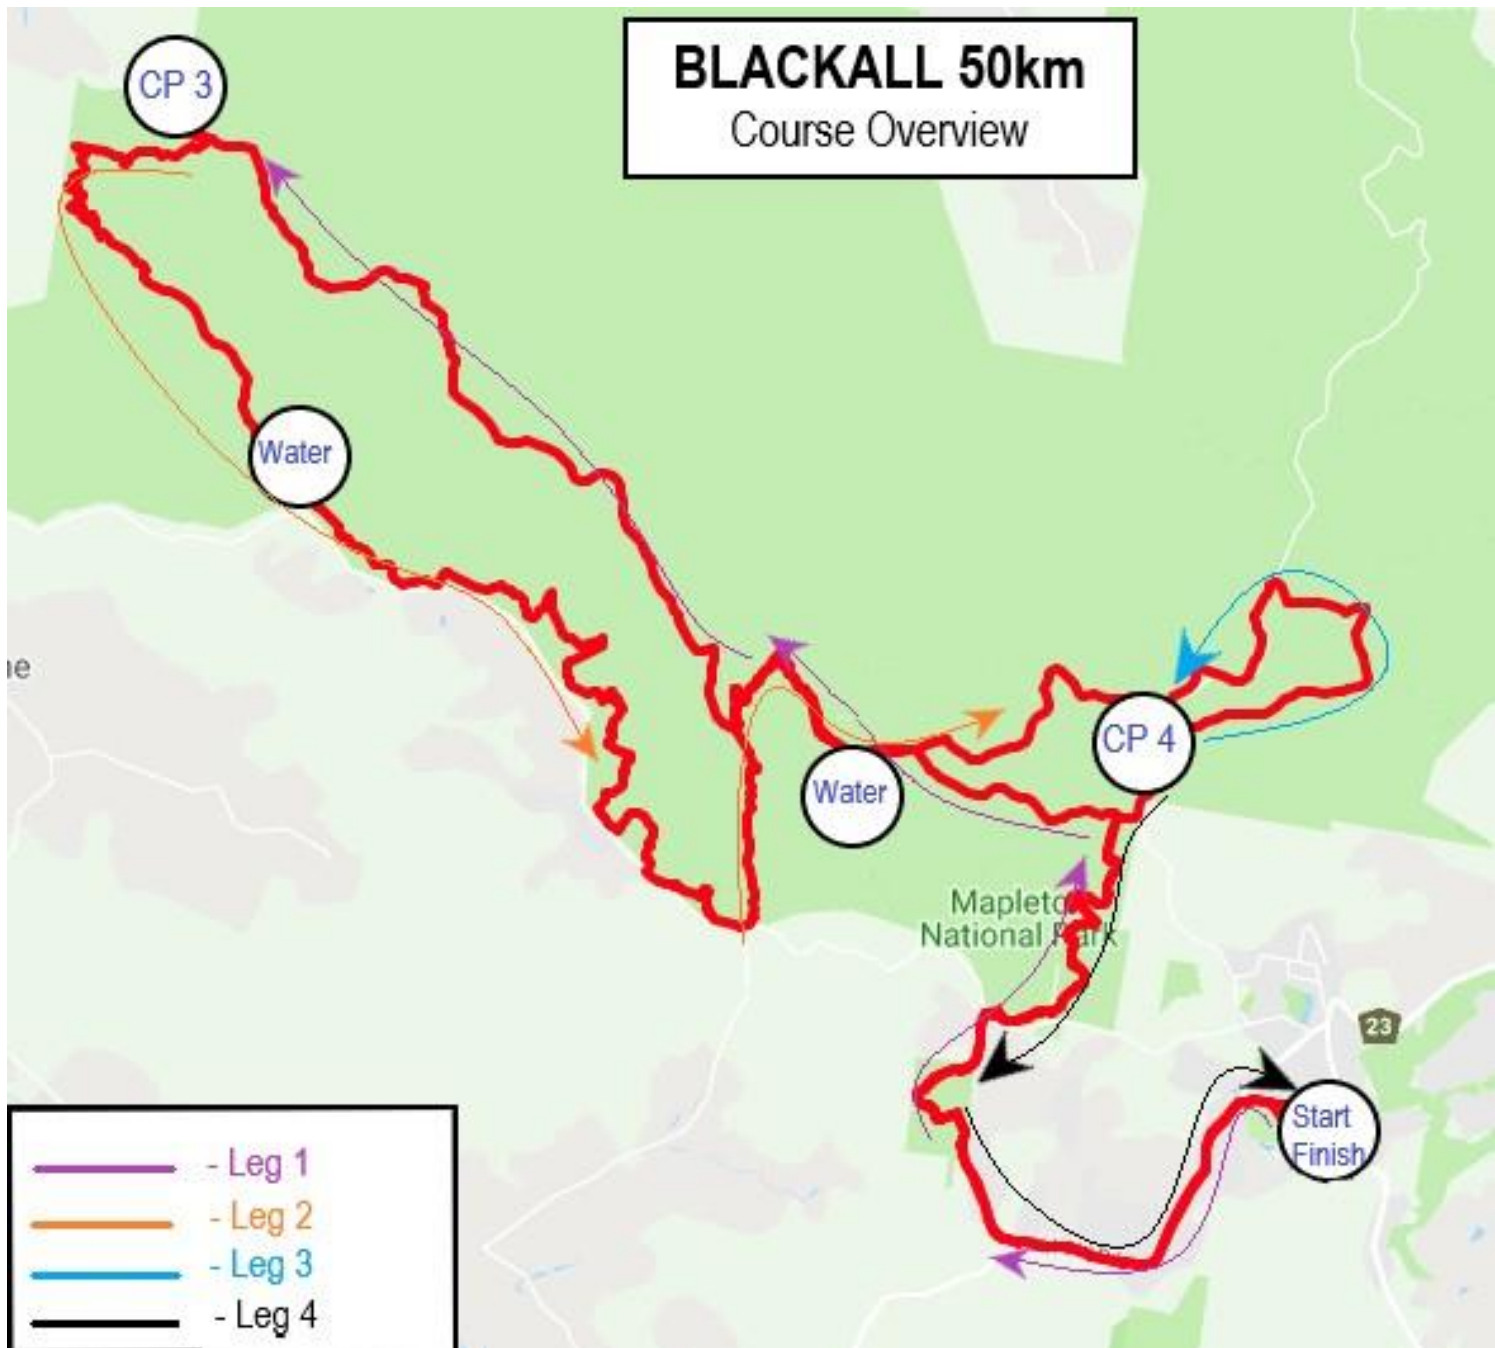 BLACKALL 50km
Course Overview
CP 3
Water
ne
CP 4
Water
Mapleton
National Park
23
Start
Finish
- Leg 1
- Leg 2
- Leg 3
- Leg 4